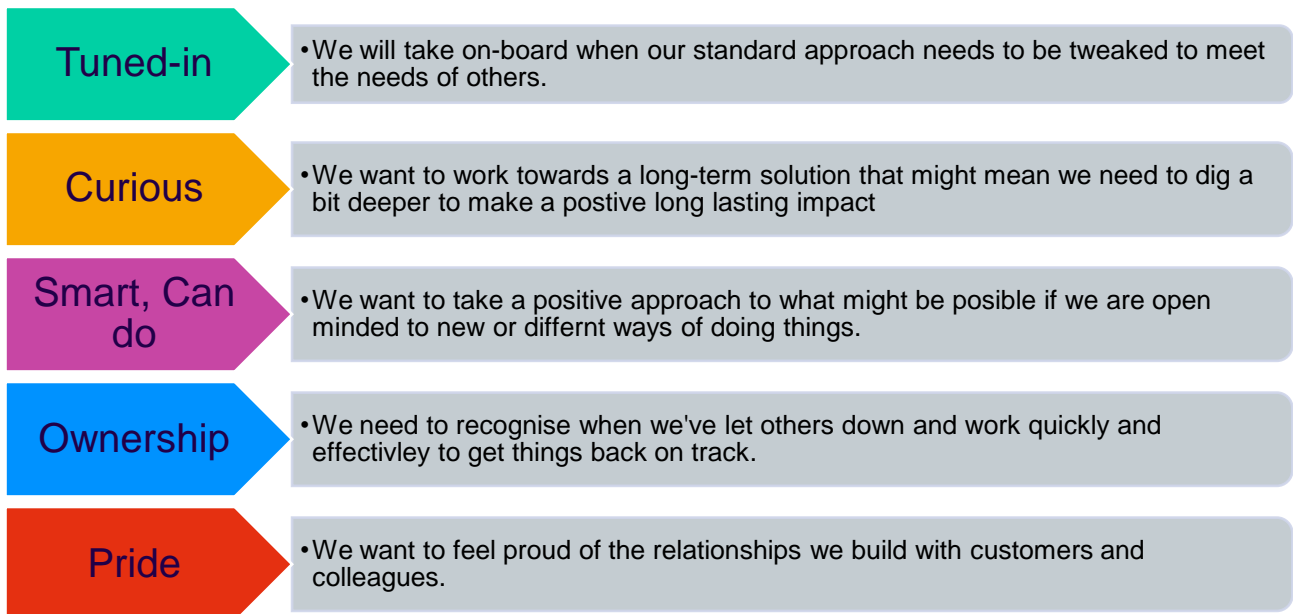 Tuned-in
•We will take on-board when our standard approach needs to be tweaked to meet
the needs of others.
Curious
•We want to work towards a long-term solution that might mean we need to dig a
bit deeper to make a postive long lasting impact
Smart, Can
do
•We want to take a positive approach to what might be posible if we are open
minded to new or differnt ways of doing things.
Ownership
•We need to recognise when we've let others down and work quickly and
effectivley to get things back on track.
Pride
•We want to feel proud of the relationships we build with customers and
colleagues.